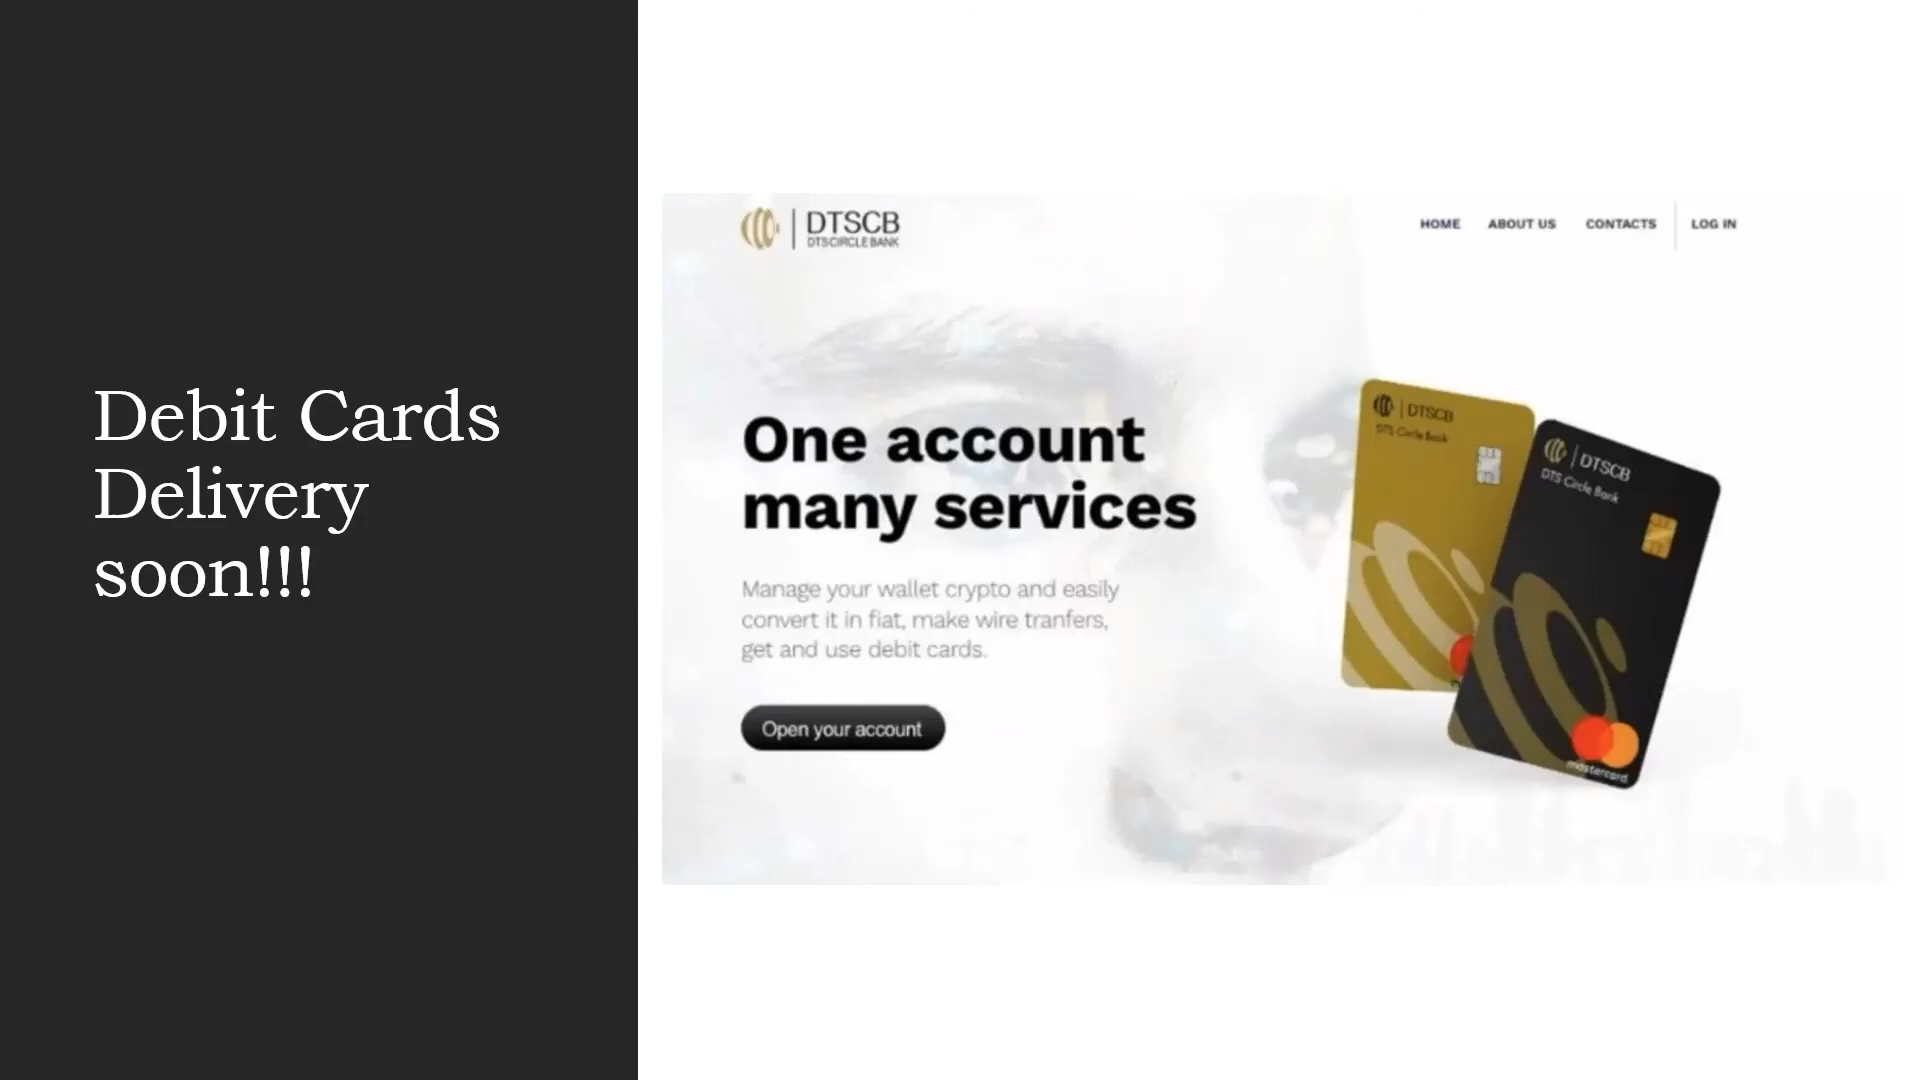 Debit Cards
Delivery
soon!!!
DTSCB
DTSCIRCLE BANK
HOME
ABOUT US
CONTACTS
LOG IN
One account
many services
Manage your wallet crypto and easily
convert it in fiat, make wire tranfers,
get and use debit cards.
Open your account
DTSCB
DTS Circle Bank
DTSCB
DTS Circle Bank
mastercard